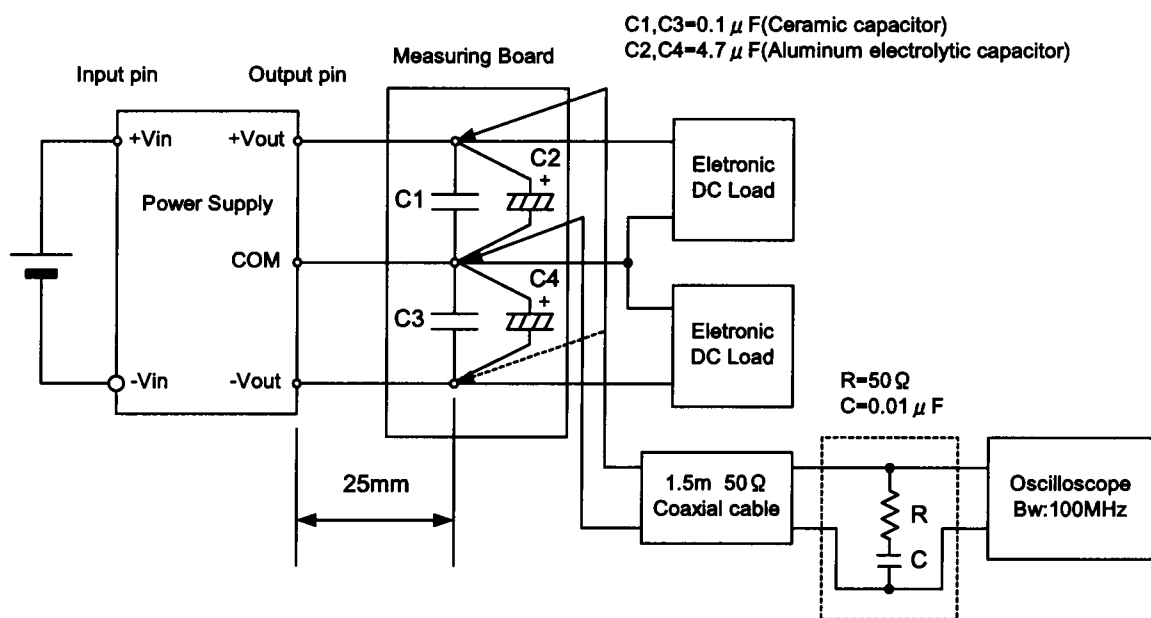 C1,C3=0.1 μ F(Ceramic capacitor)
C2,C4=4.7 μ F(Aluminum electrolytic capacitor)
Measuring Board
Input pin
Output pin
+Vin
+Vout
C2
+
Eletronic
DC Load
C1
Power Supply
COM
C4
+
C3
Eletronic
DC Load
-Vin
-Vout
R=50Ω
C=0.01 μ F
25mm
1.5m 50Ω
Coaxial cable
R
C
Oscilloscope
Bw:100MHz